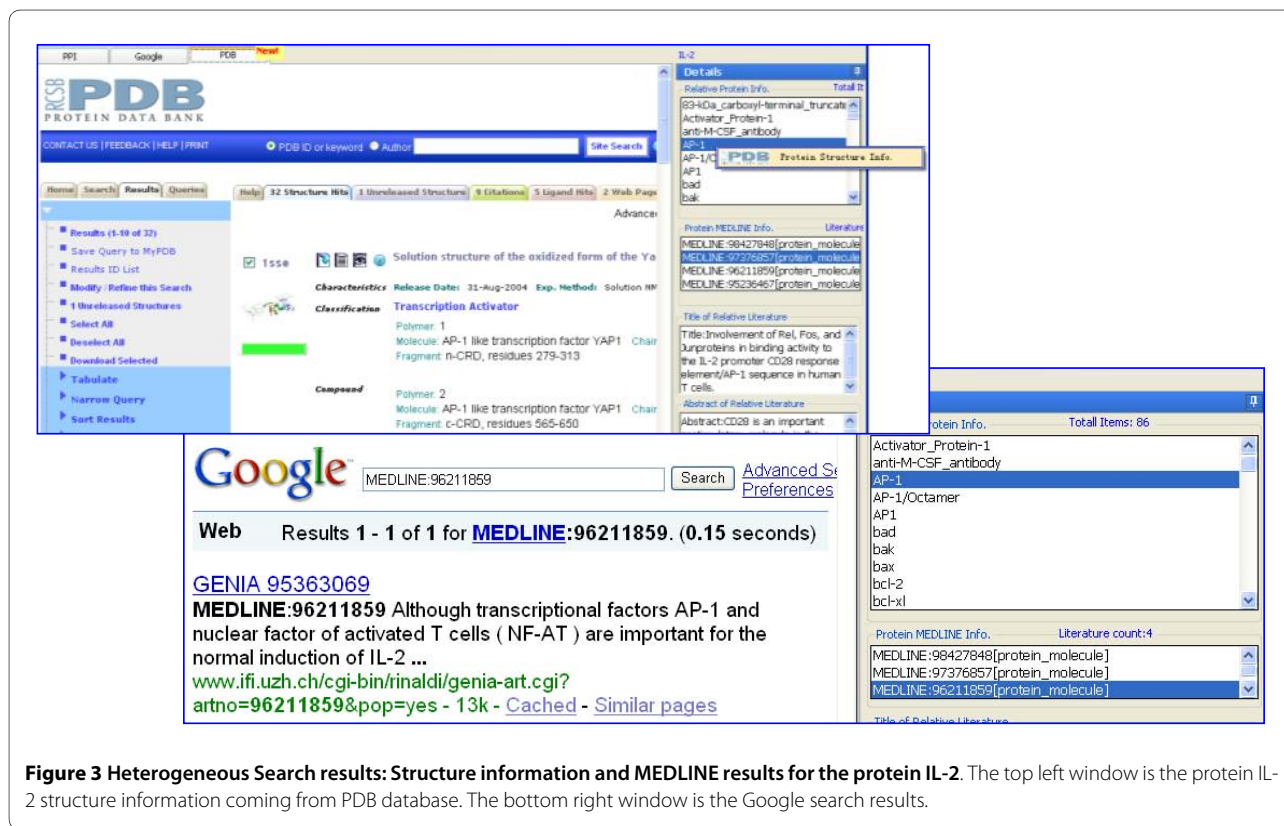 PPI Google PDB New!
IL-2
RCSB PDB
PROTEIN DATA BANK
CONTACT US | FEEDBACK | HELP | PRINT PDB ID or keyword Author Site Search
Home Search Results Queries
Help 32 Structure Hits 1 Unreleased Structure 9 Citations 5 Ligand Hits 2 Web Page
Advance
Results (1-10 of 32)
Save Query to MyPDB
Results ID List
Modify / Refine this Search
1 Unreleased Structures
Select All
Deselect All
Download Selected
Tabulate
Narrow Query
Sort Results
1sse Solution structure of the oxidized form of the Ya
Characteristics Release Date: 31-Aug-2004 Exp. Method: Solution NM
Classification Transcription Activator
Polymer: 1
Molecule: AP-1 like transcription factor YAP1 Chain
Fragment: n-CRD, residues 279-313
Compound Polymer: 2
Molecule: AP-1 like transcription factor YAP1 Chain
Fragment: c-CRD, residues 565-650
Details
Relative Protein Info. Total It
83-kDa_carboxyl-terminal_truncate
Activator_Protein-1
anti-M-CSF_antibody
AP-1
AP-1/O
PDB Protein Structure Info.
AP1
bad
bak
Protein MEDLINE Info. Literature
MEDLINE:98427848[protein_molecule
MEDLINE:97376857[protein_molecule
MEDLINE:96211859[protein_molecule
MEDLINE:95236467[protein_molecule
Title of Relative Literature
Title:Involvement of Rel, Fos, and
Junproteins in binding activity to
the IL-2 promoter CD28 response
element/AP-1 sequence in human
T cells.
Abstract of Relative Literature
Abstract:CD28 is an important
Google MEDLINE:96211859 Search Advanced Se
Preferences
Web Results 1 - 1 of 1 for MEDLINE:96211859. (0.15 seconds)
GENIA 95363069
MEDLINE:96211859 Although transcriptional factors AP-1 and
nuclear factor of activated T cells ( NF-AT ) are important for the
normal induction of IL-2 ...
www.ifi.uzh.ch/cgi-bin/rinaldi/genia-art.cgi?
artno=96211859&pop=yes - 13k - Cached - Similar pages
otein Info. Totall Items: 86
Activator_Protein-1
anti-M-CSF_antibody
AP-1
AP-1/Octamer
AP1
bad
bak
bax
bcl-2
bcl-xl
Protein MEDLINE Info. Literature count:4
MEDLINE:98427848[protein_molecule]
MEDLINE:97376857[protein_molecule]
MEDLINE:96211859[protein_molecule]
Title of Relative Literature
Figure 3 Heterogeneous Search results: Structure information and MEDLINE results for the protein IL-2. The top left window is the protein IL-
2 structure information coming from PDB database. The bottom right window is the Google search results.